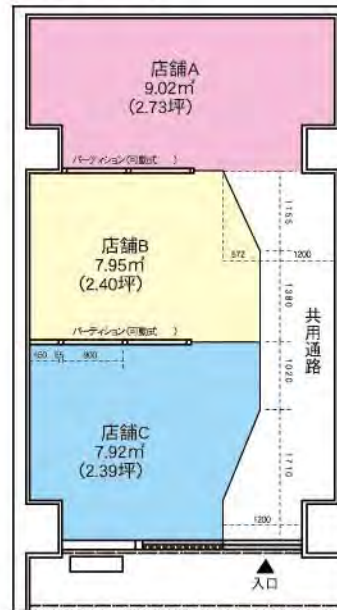 店舗A
9.02㎡
(2.73坪)
パーティション(可動式 )
1155
572
1200
店舗B
7.95㎡
(2.40坪)
1380
共用通路
パーティション(可動式 )
900
1020
店舗C
7.92㎡
(2.39坪)
1710
1200
入口